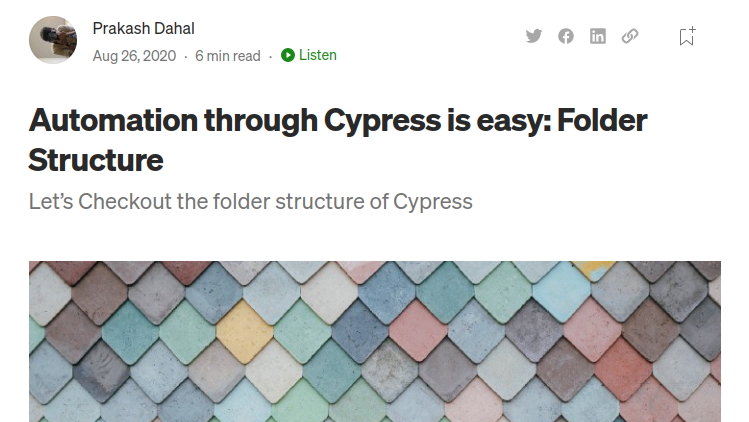 Prakash Dahal
Aug 26, 2020 · 6 min read · Listen
Automation through Cypress is easy: Folder
Structure
Let’s Checkout the folder structure of Cypress